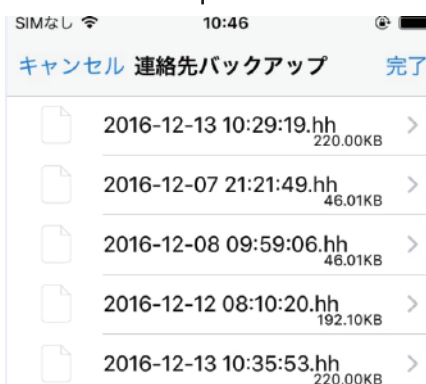 SIMなし 10:46
キャンセル 連絡先バックアップ 完了
2016-12-13 10:29:19.hh
220.00KB
2016-12-07 21:21:49.hh
46.01KB
2016-12-08 09:59:06.hh
46.01KB
2016-12-12 08:10:20.hh
192.10KB
2016-12-13 10:35:53.hh
220.00KB